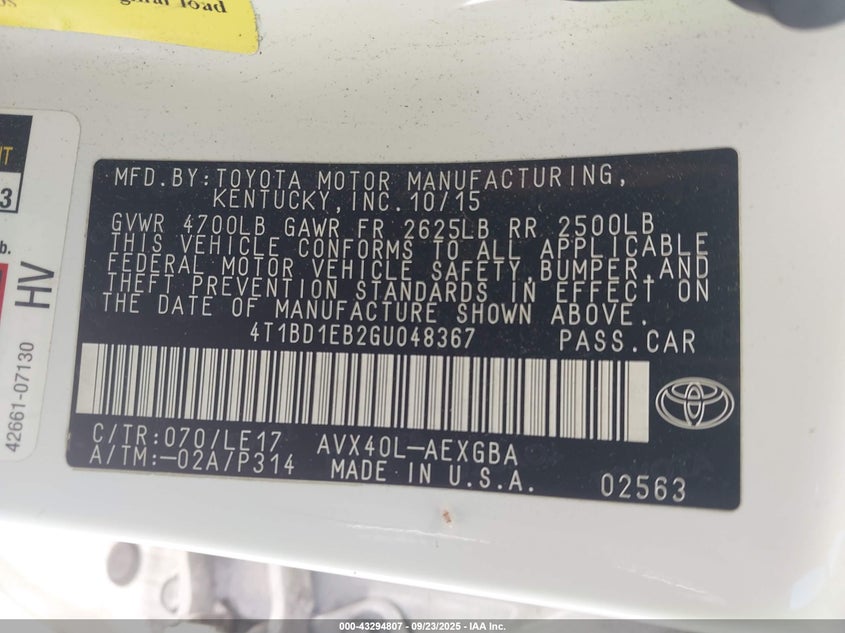 ginal load
MFD.BY:TOYOTA MOTOR MANUFACTURING,
KENTUCKY,INC.10/15
GVWR 4700LB GAWR FR 2625LB RR 2500LB
THIS VEHICLE CONFORMS TO ALL APPLICABLE
FEDERAL MOTOR VEHICLE SAFETY,BUMPER,AND
THEFT PREVENTION STANDARDS IN EFFECT ON
THE DATE OF MANUFACTURE SHOWN ABOVE.
4T1BD1EB2GU048367 PASS.CAR
C/TR:070/LE17 AVX40L-AEXGBA
A/TM:-02A/P314 MADE IN U.S.A. 02563
3
b.
HV
42661-07130
000-43294807 - 09/23/2025 - IAA Inc.